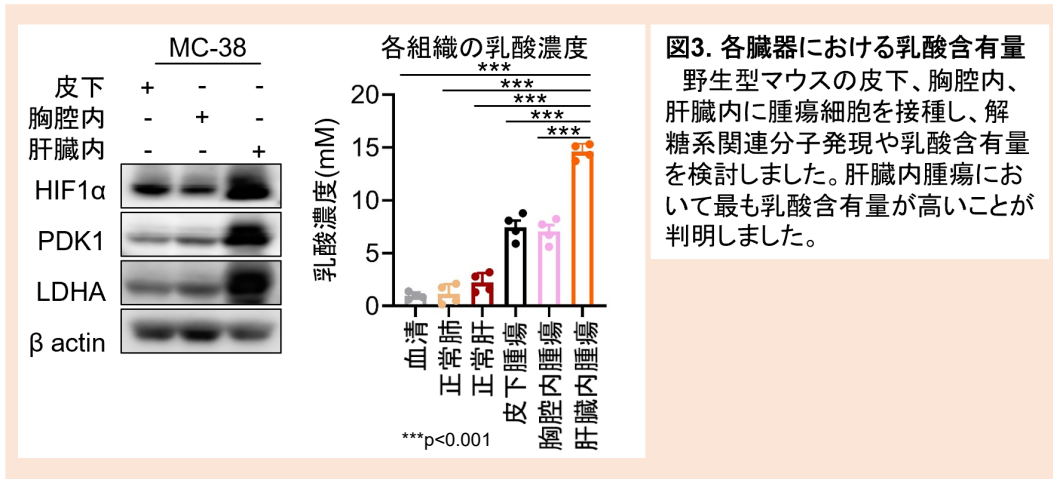 MC-38
皮下 + - -
胸腔内 - + -
肝臓内 - - +
HIF1α
PDK1
LDHA
β actin
各組織の乳酸濃度
***
***
***
***
***
乳酸濃度(mM)
20
15
10
5
0
血清
正常肺
正常肝
皮下腫瘍
胸腔内腫瘍
肝臓内腫瘍
***p<0.001
図3. 各臓器における乳酸含有量
野生型マウスの皮下、胸腔内、
肝臓内に腫瘍細胞を接種し、解
糖系関連分子発現や乳酸含有量
を検討しました。肝臓内腫瘍にお
いて最も乳酸含有量が高いことが
判明しました。